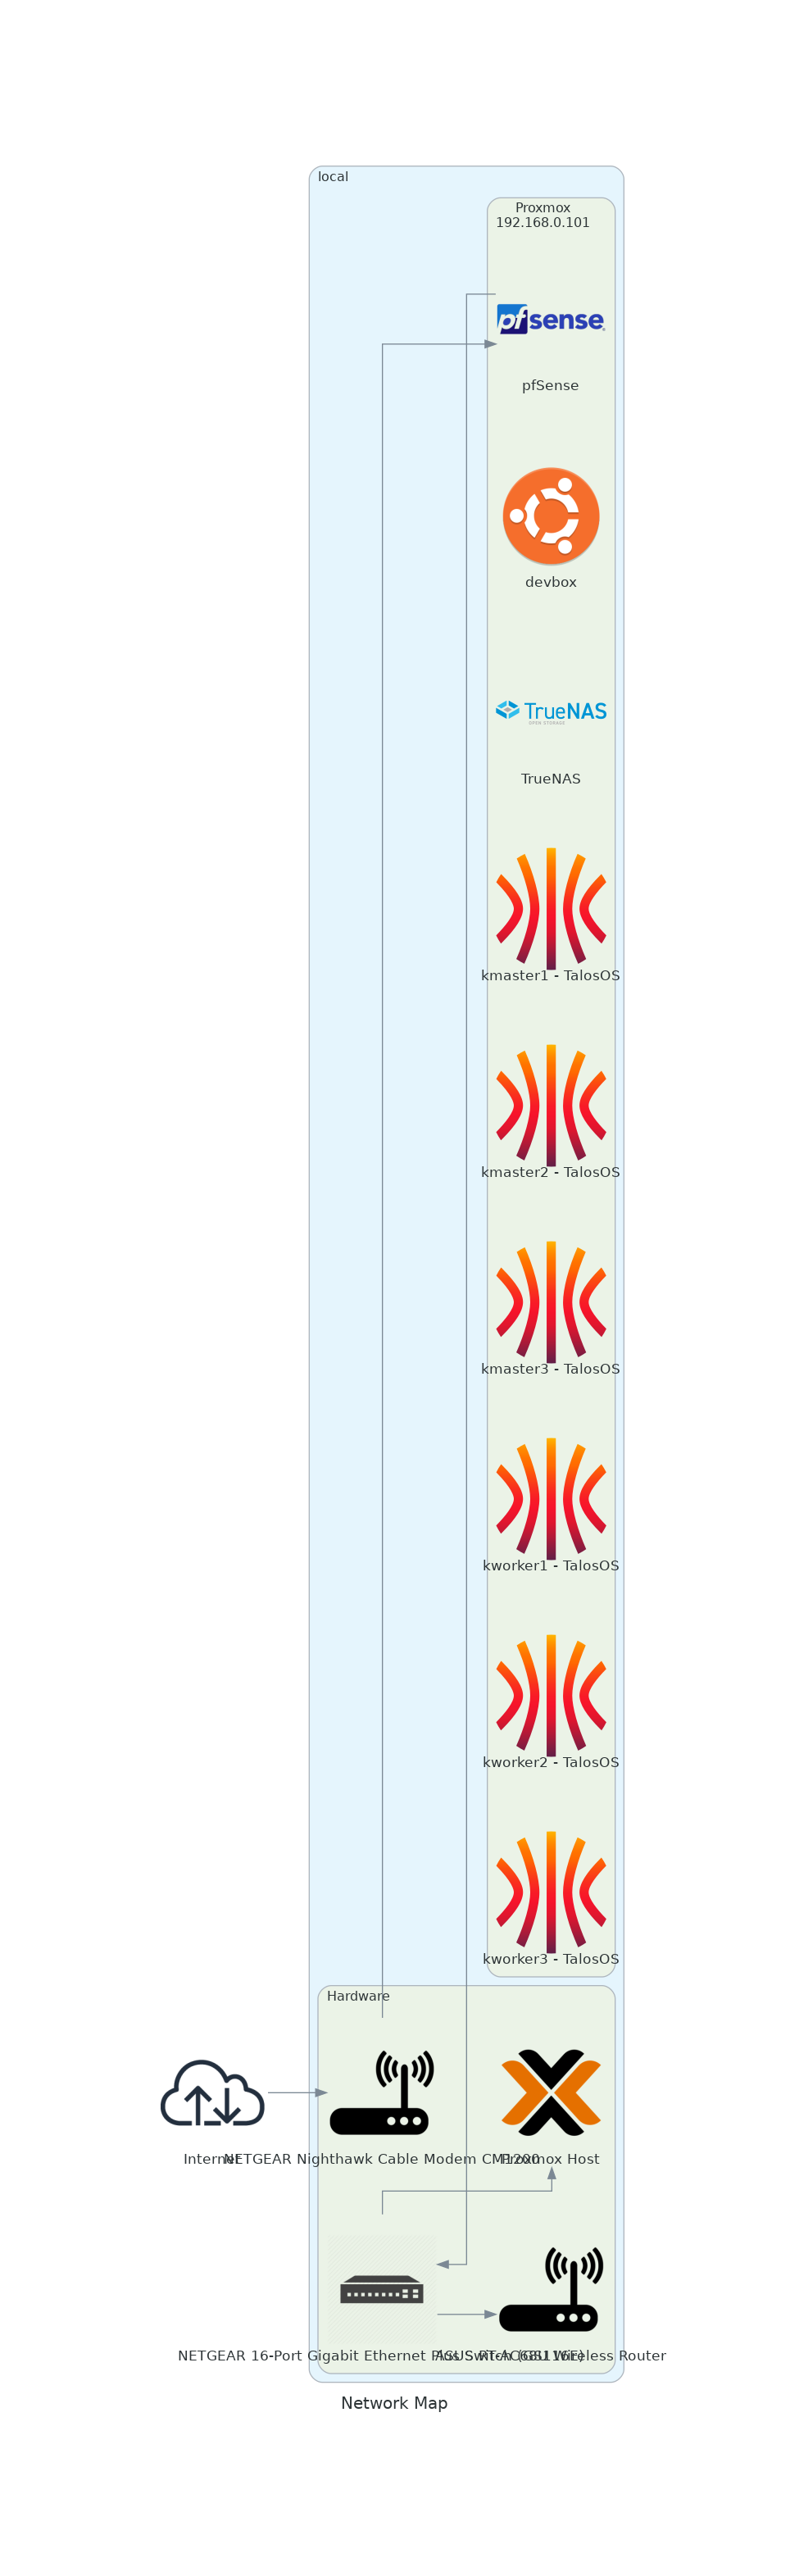 local
Proxmox
192.168.0.101
pfsense
pfSense
devbox
TrueNAS
OPEN STORAGE
TrueNAS
kmaster1 - TalosOS
kmaster2 - TalosOS
kmaster3 - TalosOS
kworker1 - TalosOS
kworker2 - TalosOS
kworker3 - TalosOS
Hardware
Internet
NETGEAR Nighthawk Cable Modem CM1200
Proxmox Host
NETGEAR 16-Port Gigabit Ethernet Plus Switch (GS116E)
ASUS RT-AC68U Wireless Router
Network Map